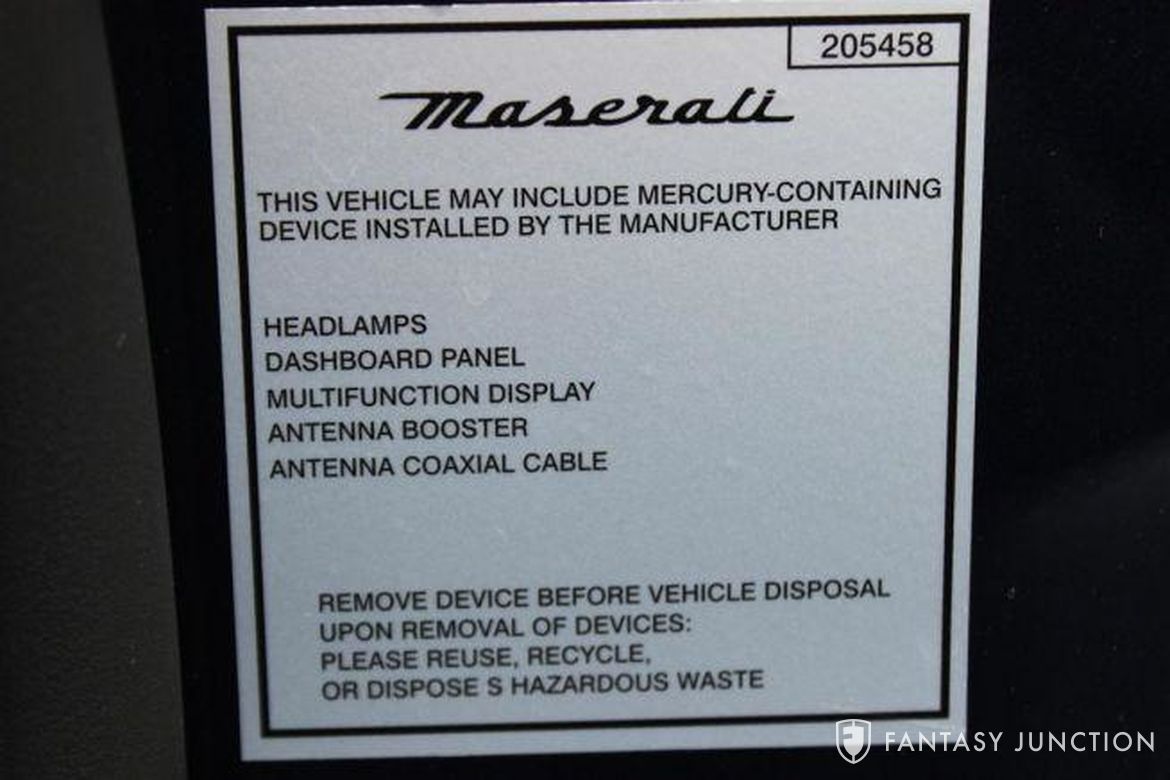 205458
Maserati
THIS VEHICLE MAY INCLUDE MERCURY-CONTAINING
DEVICE INSTALLED BY THE MANUFACTURER
HEADLAMPS
DASHBOARD PANEL
MULTIFUNCTION DISPLAY
ANTENNA BOOSTER
ANTENNA COAXIAL CABLE
REMOVE DEVICE BEFORE VEHICLE DISPOSAL
UPON REMOVAL OF DEVICES:
PLEASE REUSE, RECYCLE,
OR DISPOSE S HAZARDOUS WASTE
FANTASY JUNCTION